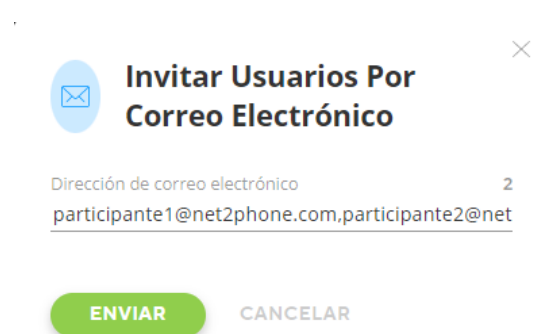 Invitar Usuarios Por
Correo Electrónico
Dirección de correo electrónico 2
participante1@net2phone.com,participante2@net
ENVIAR CANCELAR